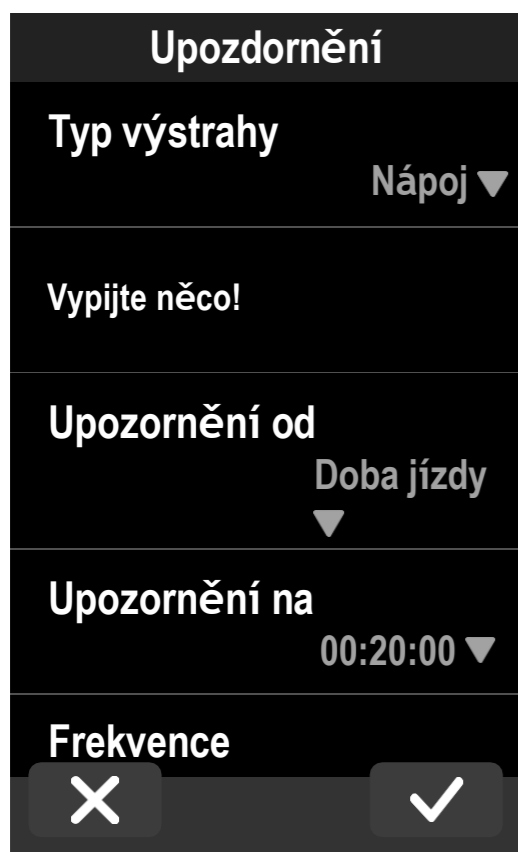 Upozdornění
Typ výstrahy
Nápoj
Vypijte něco!
Upozornění od
Doba jízdy
Upozornění na
00:20:00
Frekvence